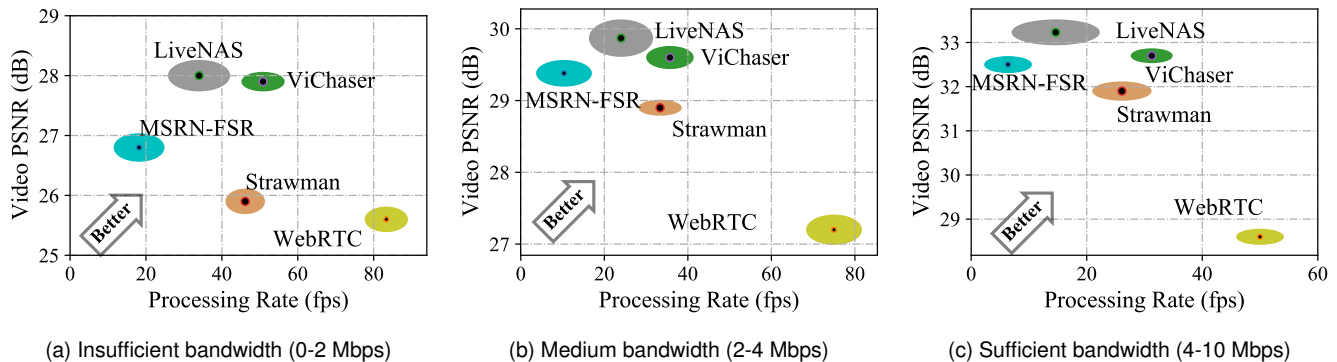 29
28
27
26
25
Video PSNR (dB)
LiveNAS
ViChaser
MSRN-FSR
Strawman
WebRTC
Better
0
20
40
60
80
Processing Rate (fps)
(a) Insufficient bandwidth (0-2 Mbps)
30
29
28
27
Video PSNR (dB)
LiveNAS
ViChaser
MSRN-FSR
Strawman
WebRTC
Better
0
20
40
60
80
Processing Rate (fps)
(b) Medium bandwidth (2-4 Mbps)
33
32
31
30
29
Video PSNR (dB)
LiveNAS
ViChaser
MSRN-FSR
Strawman
WebRTC
Better
0
20
40
60
Processing Rate (fps)
(c) Sufficient bandwidth (4-10 Mbps)